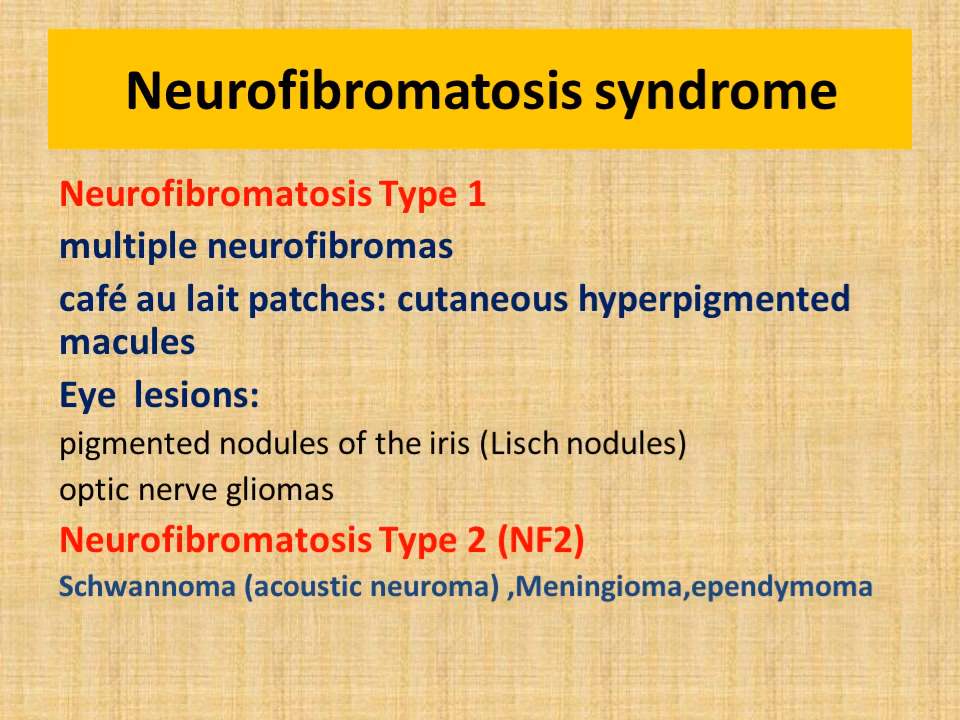 Neurofibromatosis syndrome
Neurofibromatosis Type 1
multiple neurofibromas
café au lait patches: cutaneous hyperpigmented
macules
Eye  lesions:
pigmented nodules of the iris (Lisch nodules)
optic nerve gliomas
Neurofibromatosis Type 2 (NF2)
Schwannoma (acoustic neuroma) ,Meningioma,ependymoma